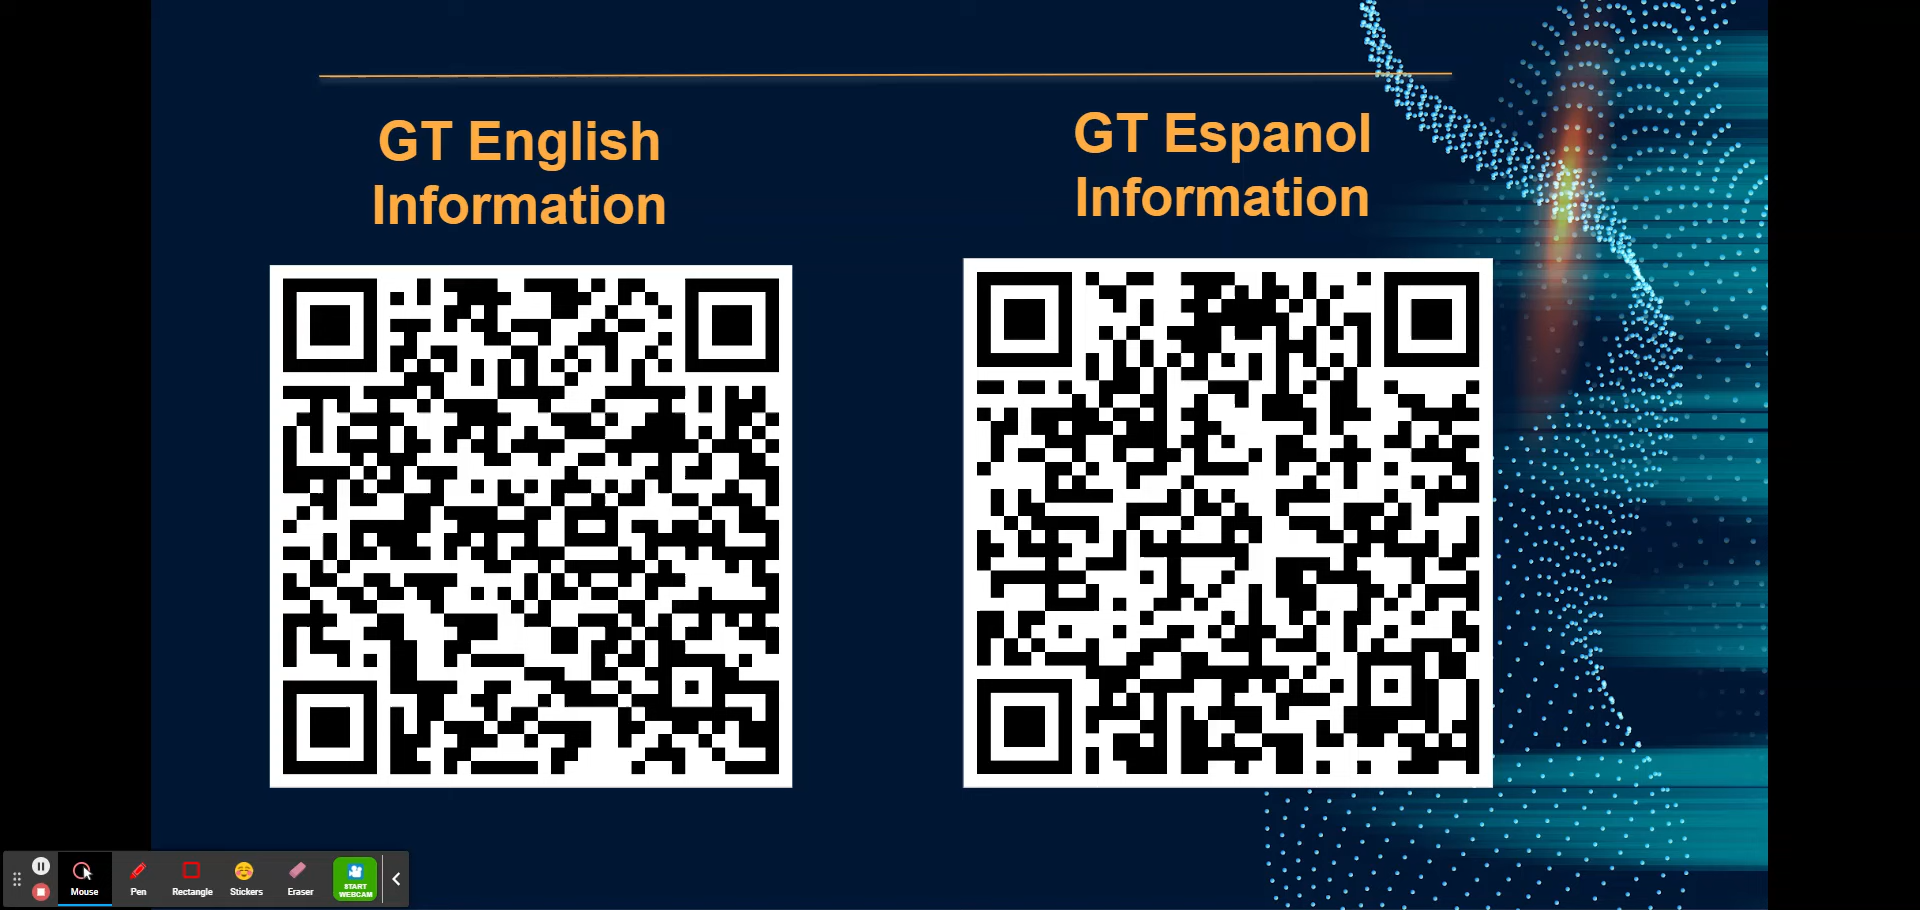 GT English
Information
GT Espanol
Information
Mouse
Pen
Rectangle
Stickers
Eraser
START
WEBCAM